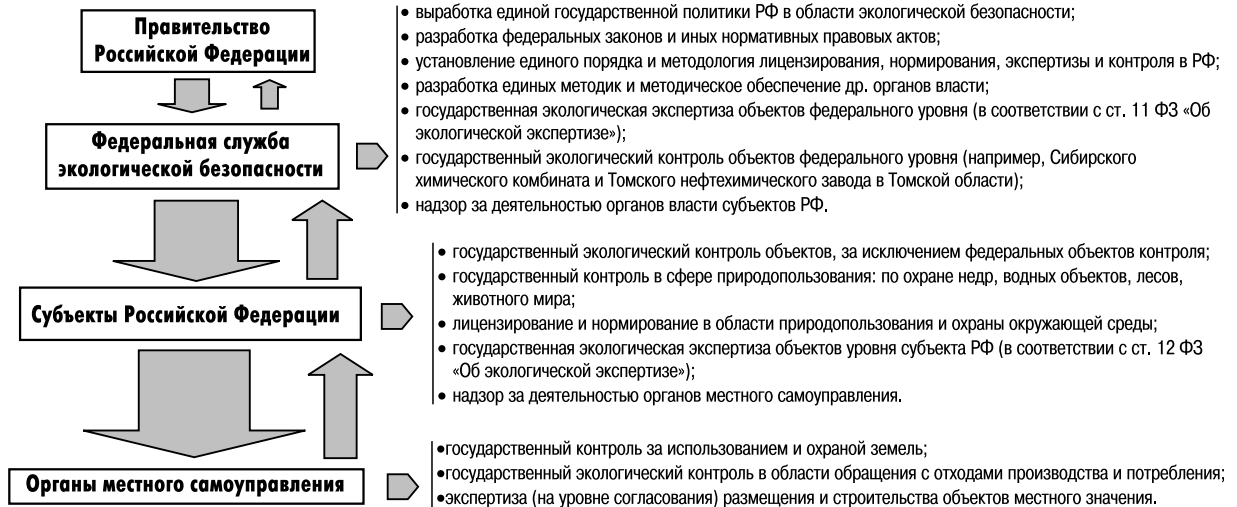 Правительство
Российской Федерации
Федеральная служба
экологической безопасности
• выработка единой государственной политики РФ в области экологической безопасности;
• разработка федеральных законов и иных нормативных правовых актов;
• установление единого порядка и методология лицензирования, нормирования, экспертизы и контроля в РФ;
• разработка единых методик и методическое обеспечение др. органов власти;
• государственная экологическая экспертиза объектов федерального уровня (в соответствии с ст. 11 ФЗ «Об
экологической экспертизе»);
• государственный экологический контроль объектов федерального уровня (например, Сибирского
химического комбината и Томского нефтехимического завода в Томской области);
• надзор за деятельностью органов власти субъектов РФ.
Субъекты Российской Федерации
• государственный экологический контроль объектов, за исключением федеральных объектов контроля;
• государственный контроль в сфере природопользования: по охране недр, водных объектов, лесов,
животного мира;
• лицензирование и нормирование в области природопользования и охраны окружающей среды;
• государственная экологическая экспертиза объектов уровня субъекта РФ (в соответствии с ст. 12 ФЗ
«Об экологической экспертизе»);
• надзор за деятельностью органов местного самоуправления.
Органы местного самоуправления
•государственный контроль за использованием и охраной земель;
•государственный экологический контроль в области обращения с отходами производства и потребления;
•экспертиза (на уровне согласования) размещения и строительства объектов местного значения.